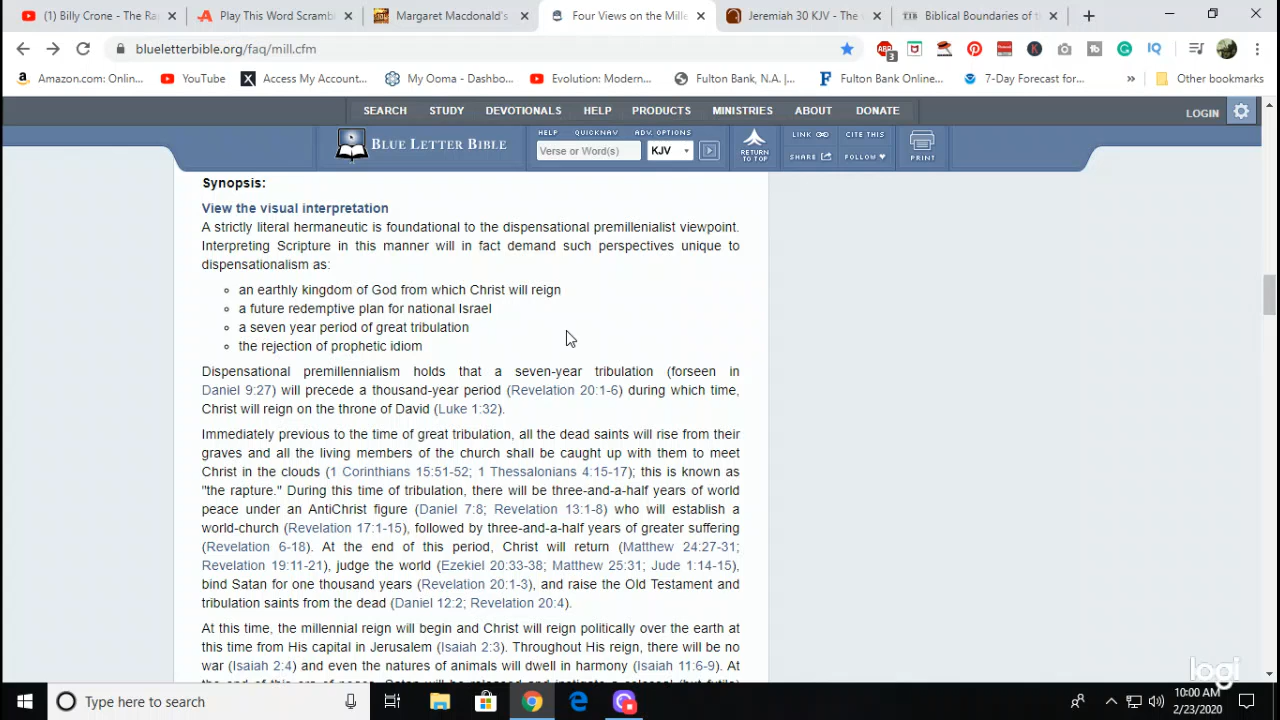 (1) Billy Crone - The Ra
Play This Word Scrambl
Margaret Macdonald's
Four Views on the Mille
Jeremiah 30 KJV - The
Biblical Boundaries of t
blueletterbible.org/faq/mill.cfm
Amazon.com: Onlin...
YouTube
Access My Account...
My Ooma - Dashbo...
Evolution: Modern...
Fulton Bank, N.A. |...
Fulton Bank Online...
7-Day Forecast for...
Other bookmarks
SEARCH STUDY DEVOTIONALS HELP PRODUCTS MINISTRIES ABOUT DONATE
LOGIN
BLUE LETTER BIBLE
HELP QUICKNAV ADV. OPTIONS
Verse or Word(s) KJV
RETURN TO TOP
LINK CITE THIS
SHARE FOLLOW
PRINT
Synopsis:
View the visual interpretation
A strictly literal hermaneutic is foundational to the dispensational premillenialist viewpoint.
Interpreting Scripture in this manner will in fact demand such perspectives unique to
dispensationalism as:
an earthly kingdom of God from which Christ will reign
a future redemptive plan for national Israel
a seven year period of great tribulation
the rejection of prophetic idiom
Dispensational premillennialism holds that a seven-year tribulation (forseen in
Daniel 9:27) will precede a thousand-year period (Revelation 20:1-6) during which time,
Christ will reign on the throne of David (Luke 1:32).
Immediately previous to the time of great tribulation, all the dead saints will rise from their
graves and all the living members of the church shall be caught up with them to meet
Christ in the clouds (1 Corinthians 15:51-52; 1 Thessalonians 4:15-17); this is known as
"the rapture." During this time of tribulation, there will be three-and-a-half years of world
peace under an AntiChrist figure (Daniel 7:8; Revelation 13:1-8) who will establish a
world-church (Revelation 17:1-15), followed by three-and-a-half years of greater suffering
(Revelation 6-18). At the end of this period, Christ will return (Matthew 24:27-31;
Revelation 19:11-21), judge the world (Ezekiel 20:33-38; Matthew 25:31; Jude 1:14-15),
bind Satan for one thousand years (Revelation 20:1-3), and raise the Old Testament and
tribulation saints from the dead (Daniel 12:2; Revelation 20:4).
At this time, the millennial reign will begin and Christ will reign politically over the earth at
this time from His capital in Jerusalem (Isaiah 2:3). Throughout His reign, there will be no
war (Isaiah 2:4) and even the natures of animals will dwell in harmony (Isaiah 11:6-9). At
logi
Type here to search
10:00 AM
2/23/2020